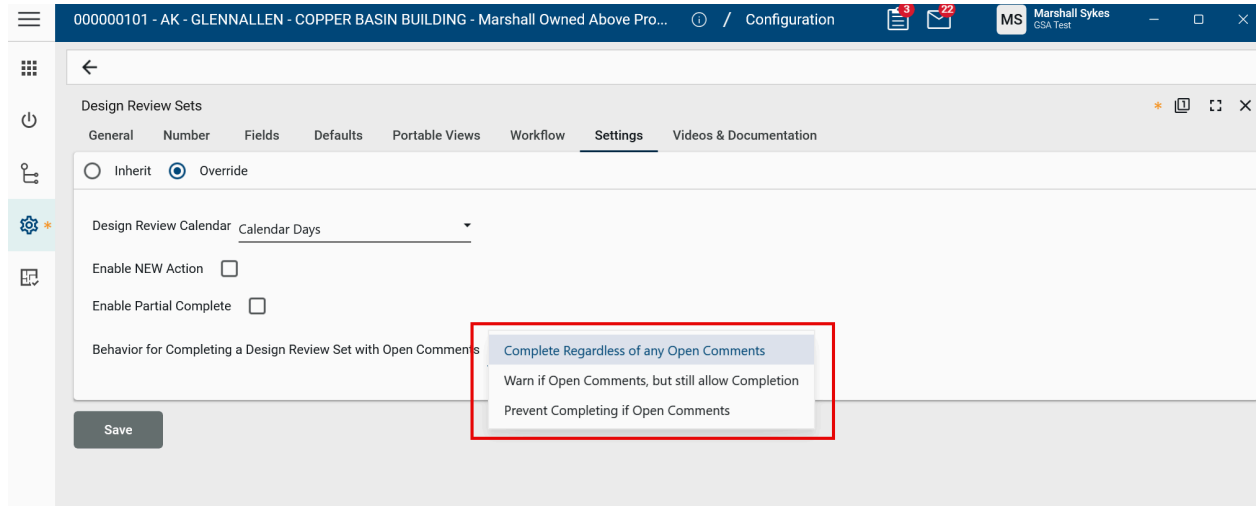 000000101 - AK - GLENNALLEN - COPPER BASIN BUILDING - Marshall Owned Above Pro... / Configuration 3 22 MS Marshall Sykes
GSA Test
Design Review Sets
General Number Fields Defaults Portable Views Workflow Settings Videos & Documentation
Inherit Override
Design Review Calendar Calendar Days
Enable NEW Action
Enable Partial Complete
Behavior for Completing a Design Review Set with Open Comments
Complete Regardless of any Open Comments
Warn if Open Comments, but still allow Completion
Prevent Completing if Open Comments
Save